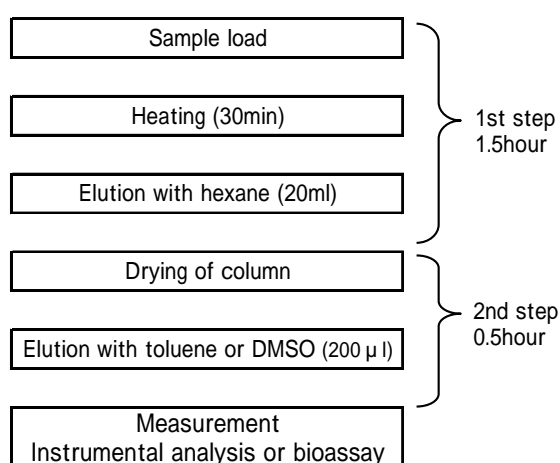 Sample load
Heating (30min)
1st step
1.5hour
Elution with hexane (20ml)
Drying of column
2nd step
0.5hour
Elution with toluene or DMSO (200 μ l)
Measurement
Instrumental analysis or bioassay